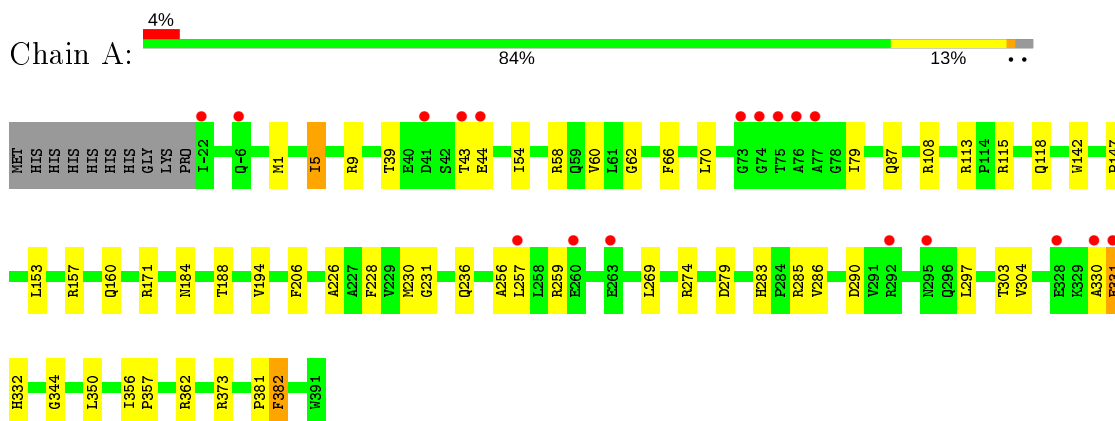 4%
Chain A:
84% 13% • •
MET HIS HIS HIS HIS HIS HIS GLY LYS PRO I-22 Q-6 M1 I5 R9 T39 E40 D41 S42 T43 E44 I54 R58 Q59 V60 L61 G62 F66 L70 G73 G74 T75 A76 A77 G78 I79 Q87 R108 R113 P114 R115 Q118 W142
L153 R157 Q160 R171 N184 T188 V194 F206 A226 A227 F228 V229 M230 G231 Q236 A256 L257 L258 R259 E260 E263 L269 R274 D279 H283 P284 R285 V286 D290 V291 R292 N295 Q296 L297 T303 V304 E328 K329 A330
H332 G344 L350 I356 P357 R362 R373 P381 F382 W391